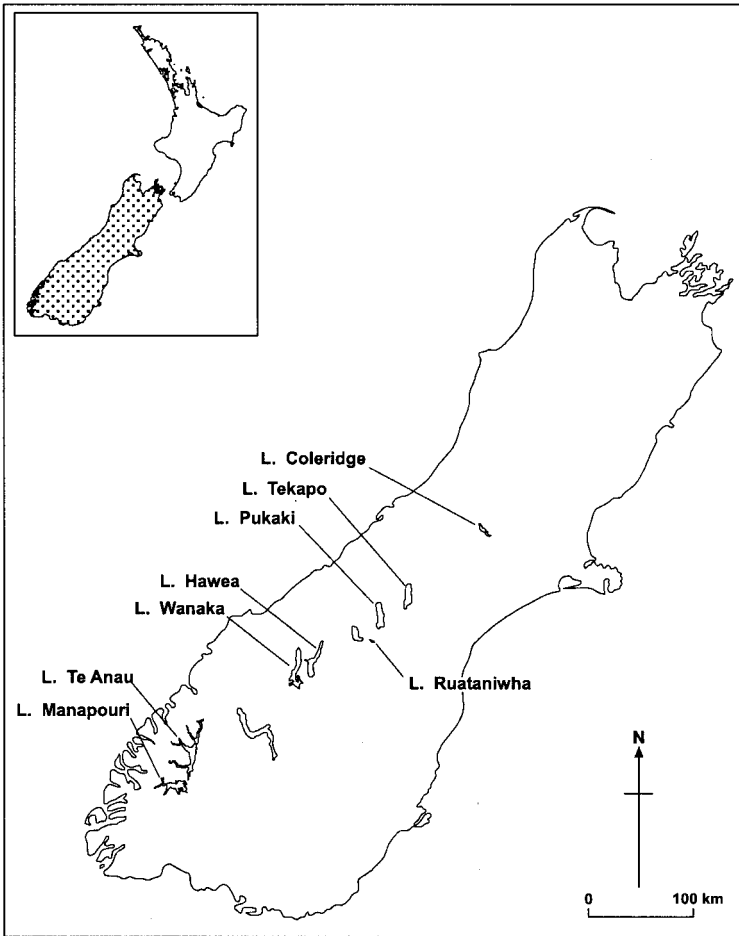 L. Coleridge
L. Tekapo
L. Pukaki
L. Hawea
L. Wanaka
L. Ruataniwha
L. Te Anau
L. Manapouri
N
0 100 km